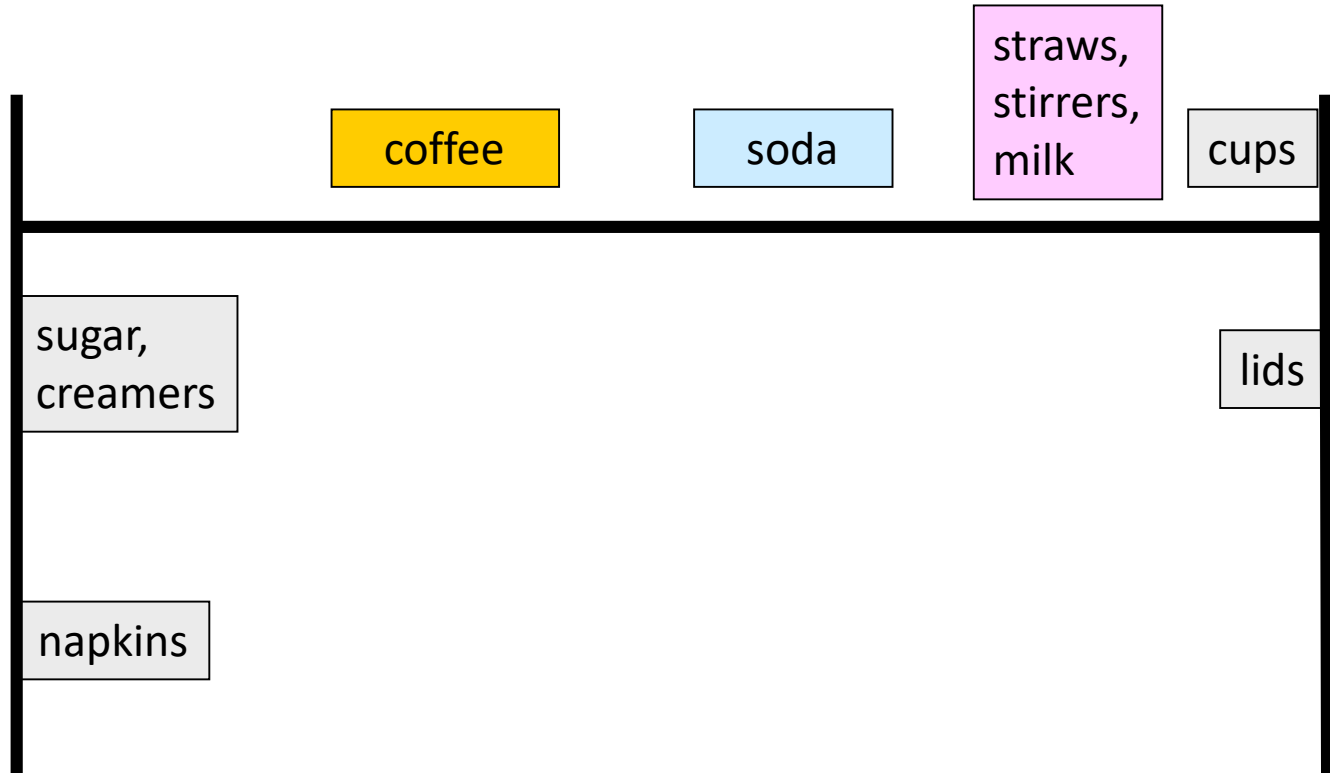 straws,
stirrers,
milk
coffee
soda
cups
sugar,
creamers
lids
napkins